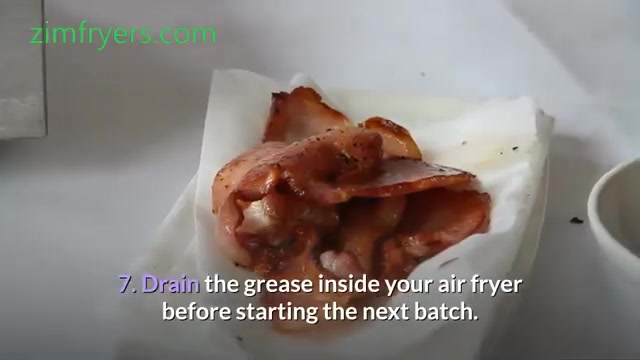 zimfryers.com
7. Drain the grease inside your air fryer
before starting the next batch.